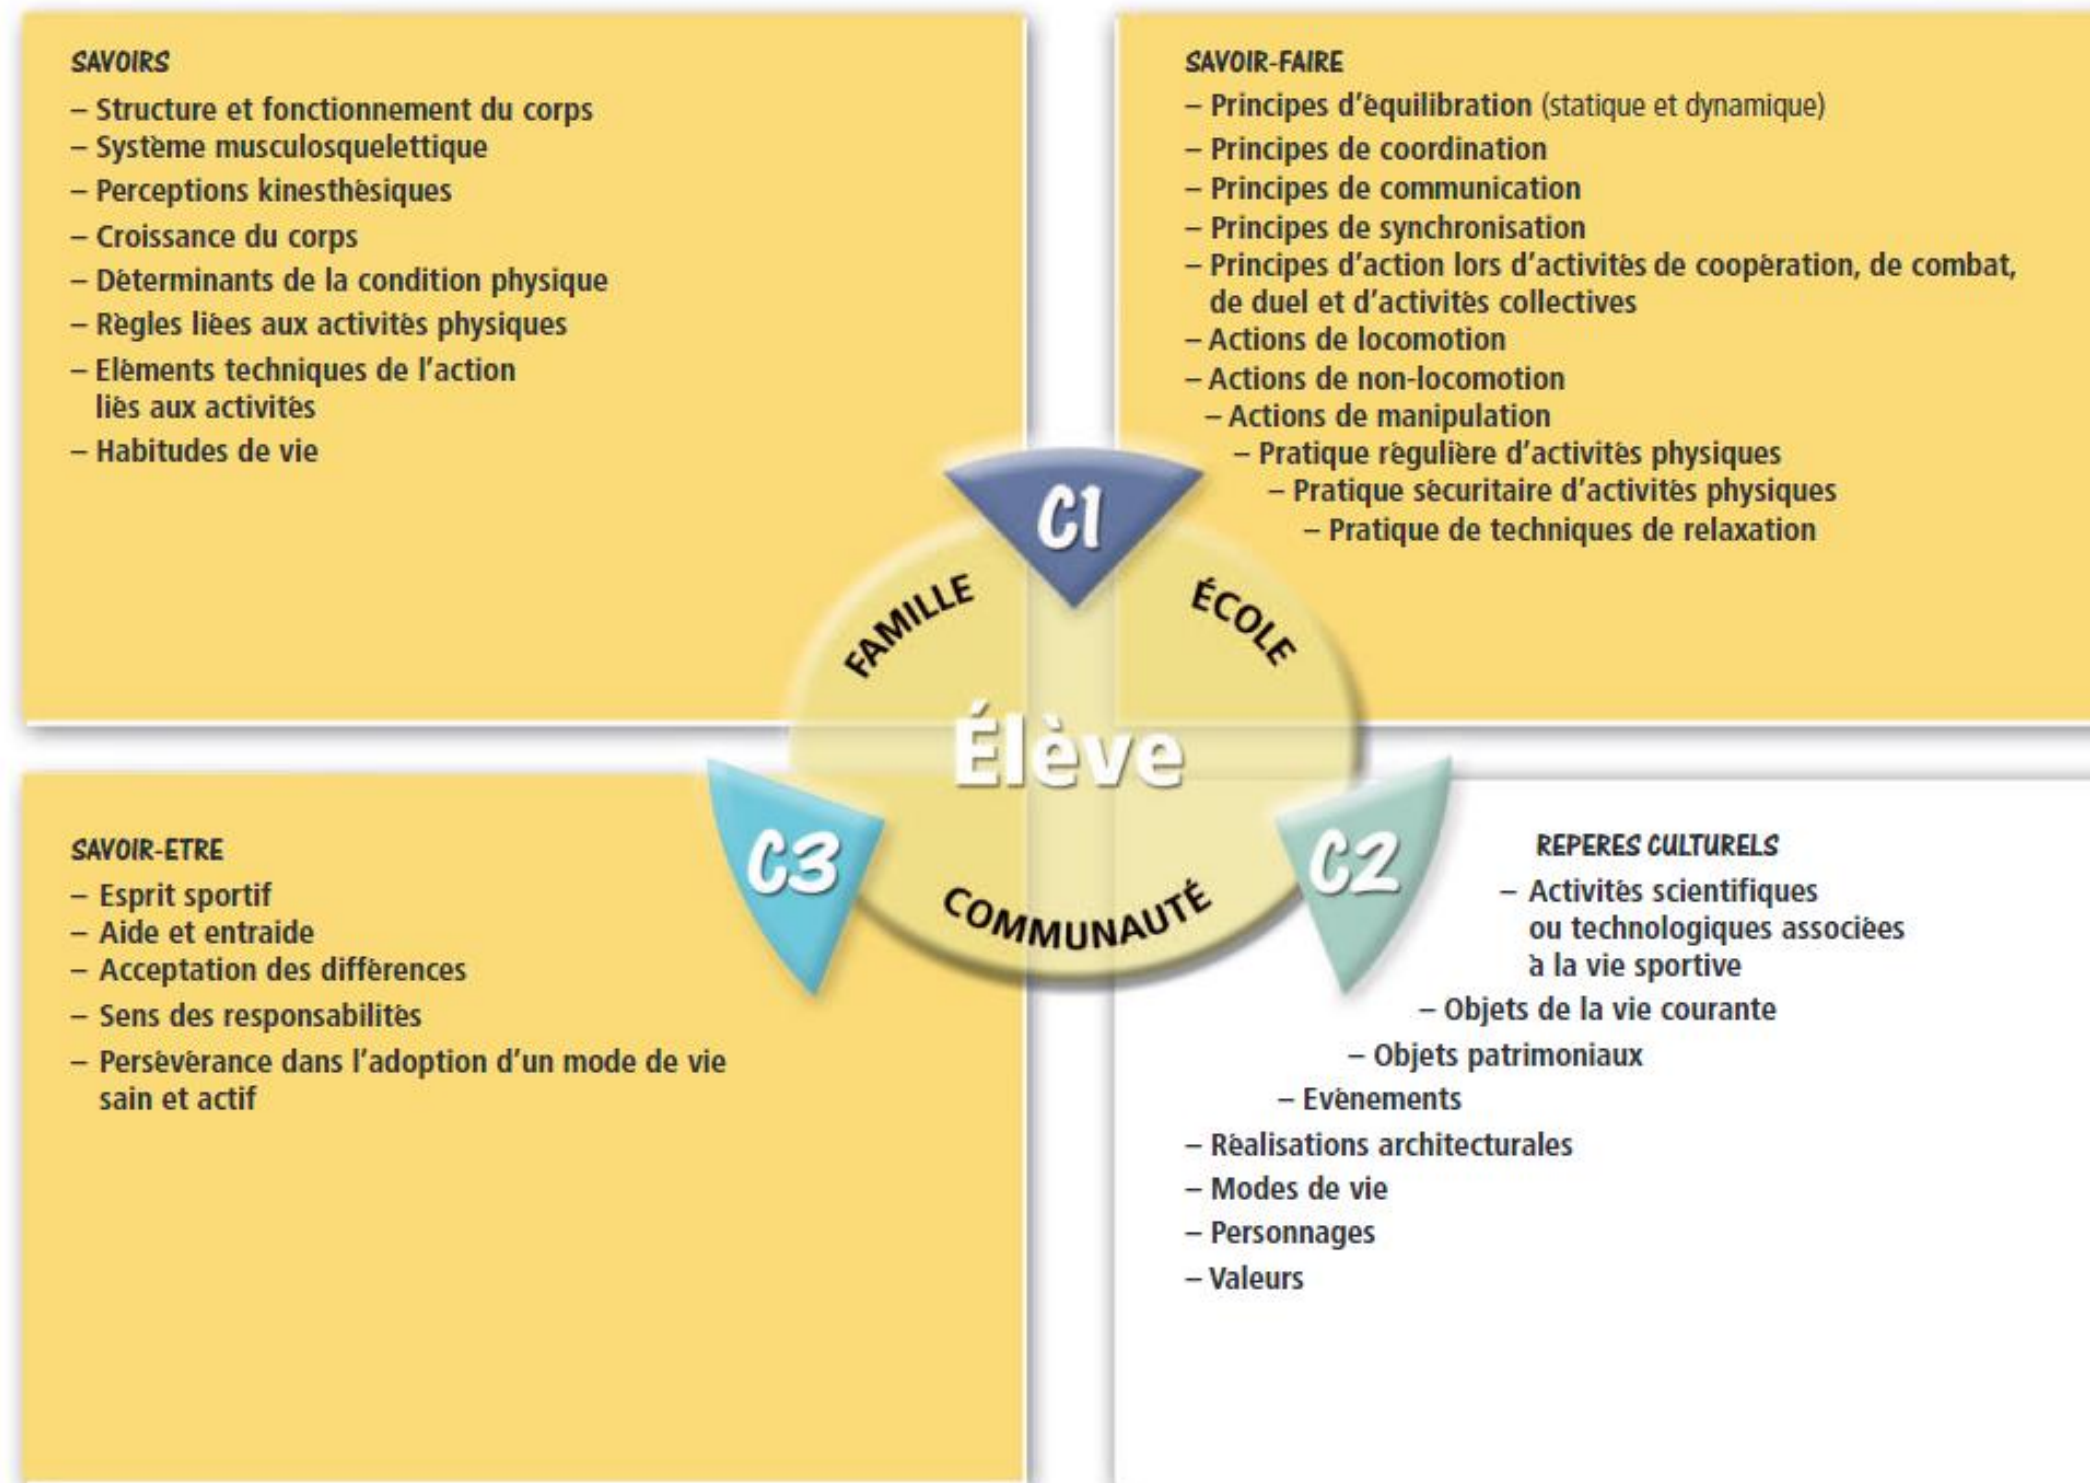 SAVOIRS
– Structure et fonctionnement du corps
– Système musculosquelettique
– Perceptions kinesthésiques
– Croissance du corps
– Déterminants de la condition physique
– Règles liées aux activités physiques
– Eléments techniques de l'action
liés aux activités
– Habitudes de vie
SAVOIR-FAIRE
– Principes d'équilibration (statique et dynamique)
– Principes de coordination
– Principes de communication
– Principes de synchronisation
– Principes d'action lors d'activités de coopération, de combat,
de duel et d'activités collectives
– Actions de locomotion
– Actions de non-locomotion
– Actions de manipulation
– Pratique régulière d'activités physiques
– Pratique sécuritaire d'activités physiques
– Pratique de techniques de relaxation
C1
FAMILLE
ÉCOLE
Élève
C3
C2
COMMUNAUTÉ
SAVOIR-ETRE
– Esprit sportif
– Aide et entraide
– Acceptation des différences
– Sens des responsabilités
– Persévérance dans l'adoption d'un mode de vie
sain et actif
REPERES CULTURELS
– Activités scientifiques
ou technologiques associées
à la vie sportive
– Objets de la vie courante
– Objets patrimoniaux
– Evénements
– Réalisations architecturales
– Modes de vie
– Personnages
– Valeurs